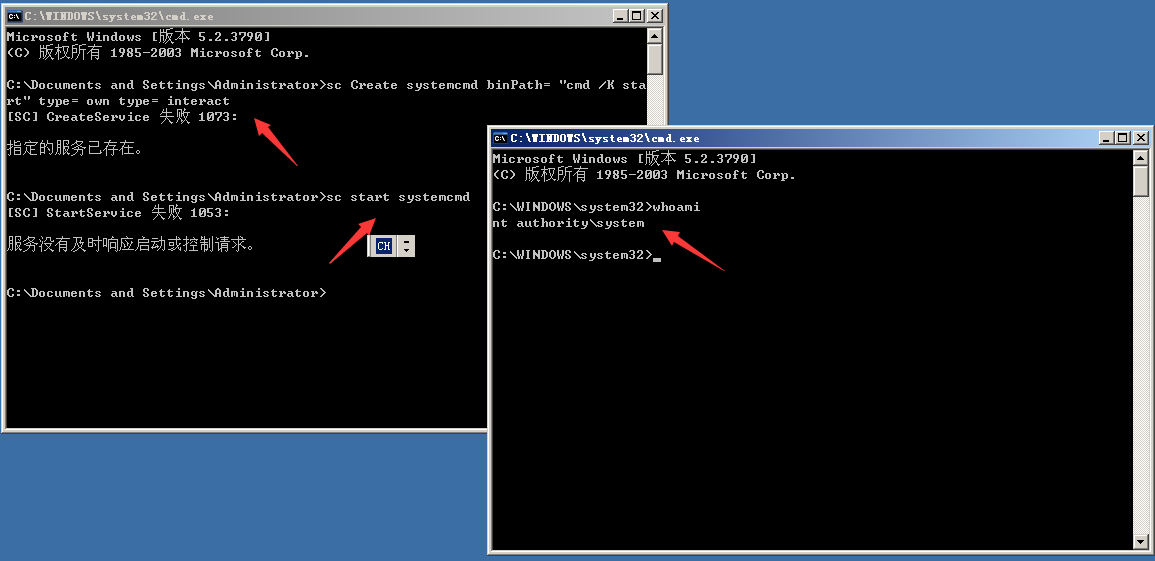 C:\WINDOWS\system32\cmd.exe
Microsoft Windows [版本 5.2.3790]
(C) 版权所有 1985-2003 Microsoft Corp.
C:\Documents and Settings\Administrator>sc Create systemcmd binPath= "cmd /K sta
rt" type= own type= interact
[SC] CreateService 失败 1073:
指定的服务已存在。
C:\Documents and Settings\Administrator>sc start systemcmd
[SC] StartService 失败 1053:
服务没有及时响应启动或控制请求。
CH
C:\Documents and Settings\Administrator>
C:\WINDOWS\system32\cmd.exe
Microsoft Windows [版本 5.2.3790]
(C) 版权所有 1985-2003 Microsoft Corp.
C:\WINDOWS\system32>whoami
nt authority\system
C:\WINDOWS\system32>